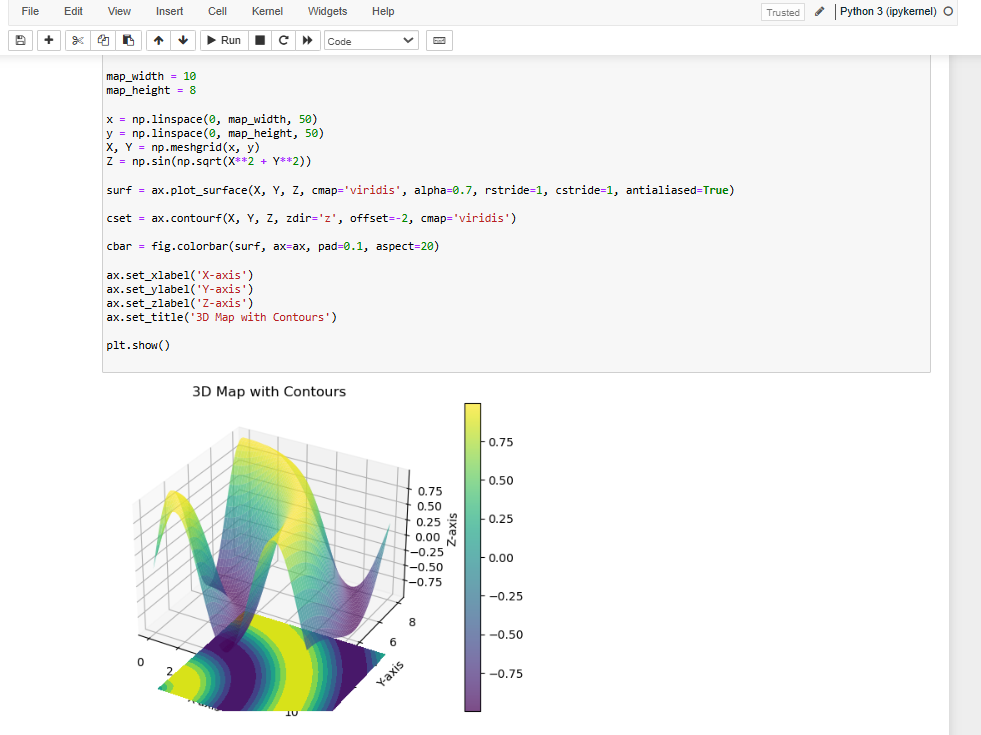 File Edit View Insert Cell Kernel Widgets Help Trusted Python 3 (ipykernel)
Run Code
map_width = 10
map_height = 8
x = np.linspace(0, map_width, 50)
y = np.linspace(0, map_height, 50)
X, Y = np.meshgrid(x, y)
Z = np.sin(np.sqrt(X**2 + Y**2))
surf = ax.plot_surface(X, Y, Z, cmap='viridis', alpha=0.7, rstride=1, cstride=1, antialiased=True)
cset = ax.contourf(X, Y, Z, zdir='z', offset=-2, cmap='viridis')
cbar = fig.colorbar(surf, ax=ax, pad=0.1, aspect=20)
ax.set_xlabel('X-axis')
ax.set_ylabel('Y-axis')
ax.set_zlabel('Z-axis')
ax.set_title('3D Map with Contours')
plt.show()
3D Map with Contours
0.75
0.50
0.25
0.00
−0.25
−0.50
−0.75
Z-axis
8
6
Y-axis
0
2
10
0.75
0.50
0.25
0.00
−0.25
−0.50
−0.75